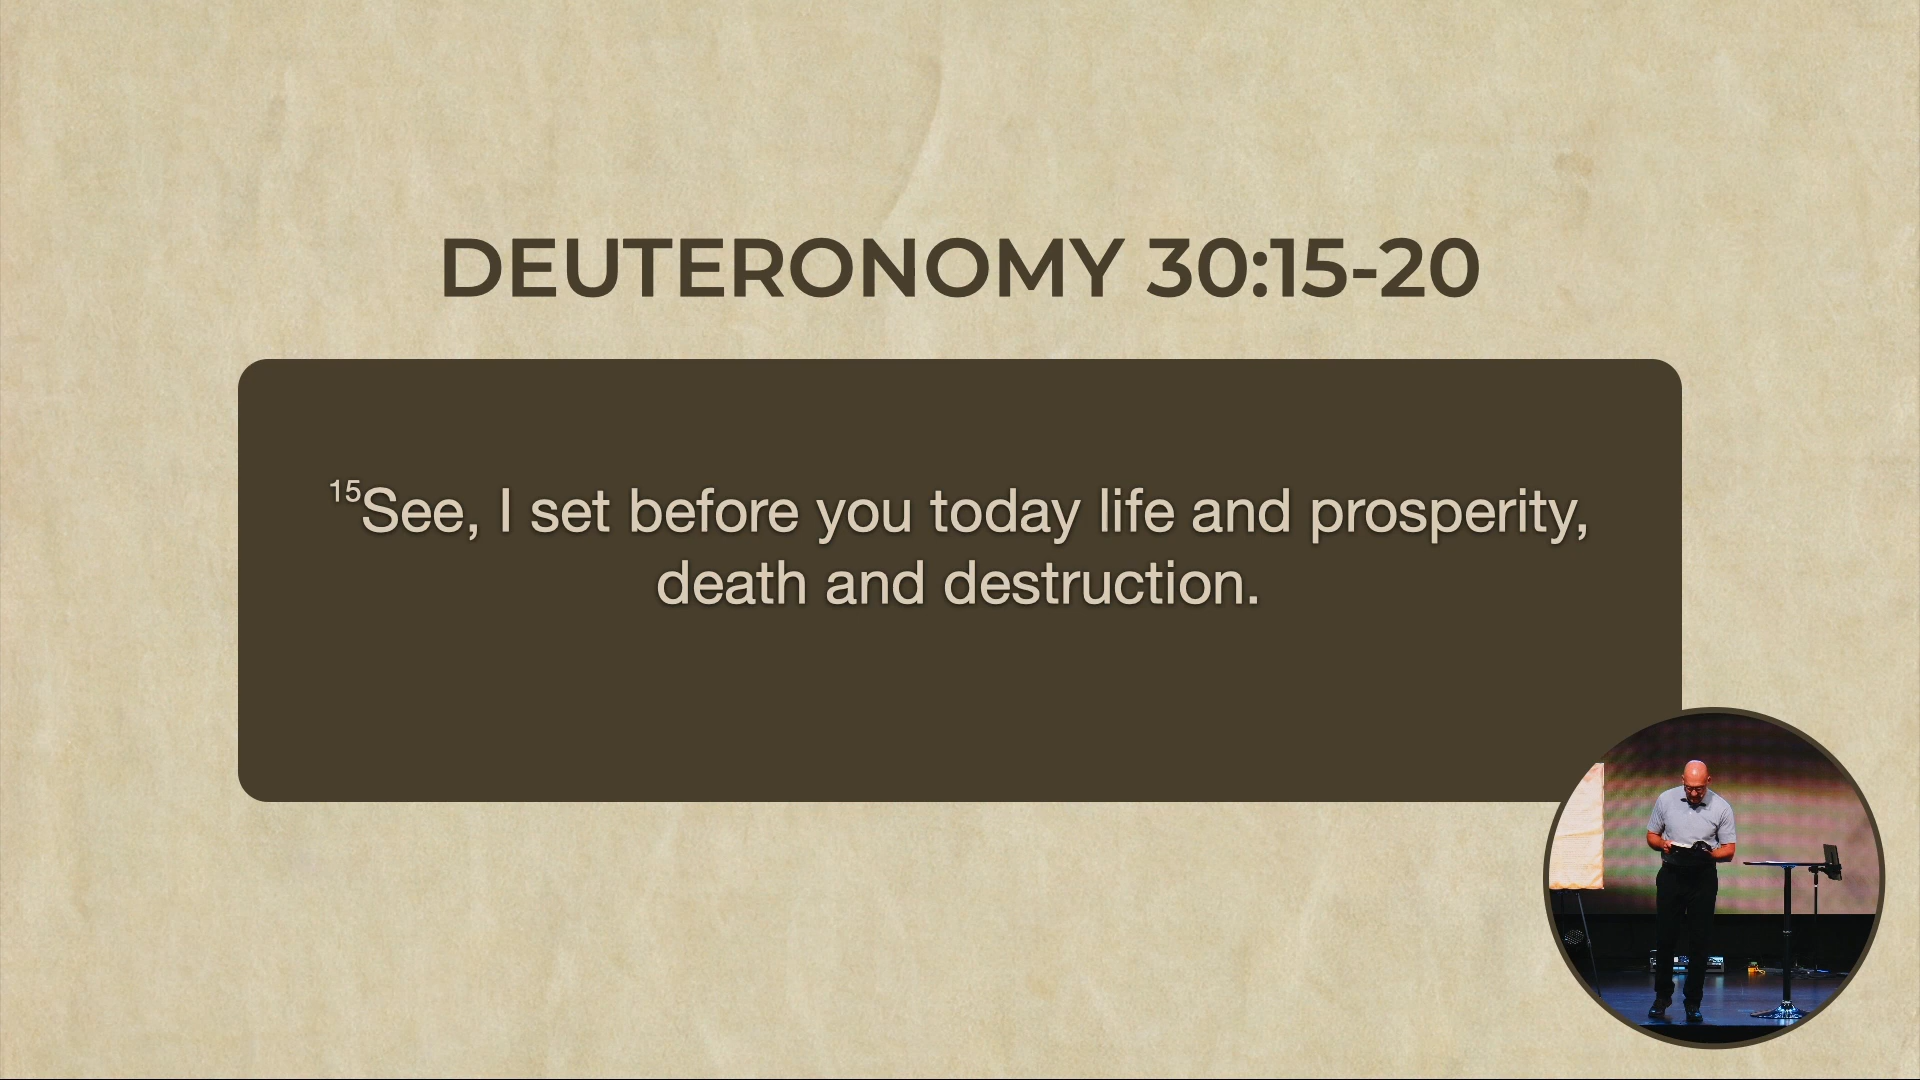 DEUTERONOMY 30:15-20
15See, I set before you today life and prosperity,
death and destruction.